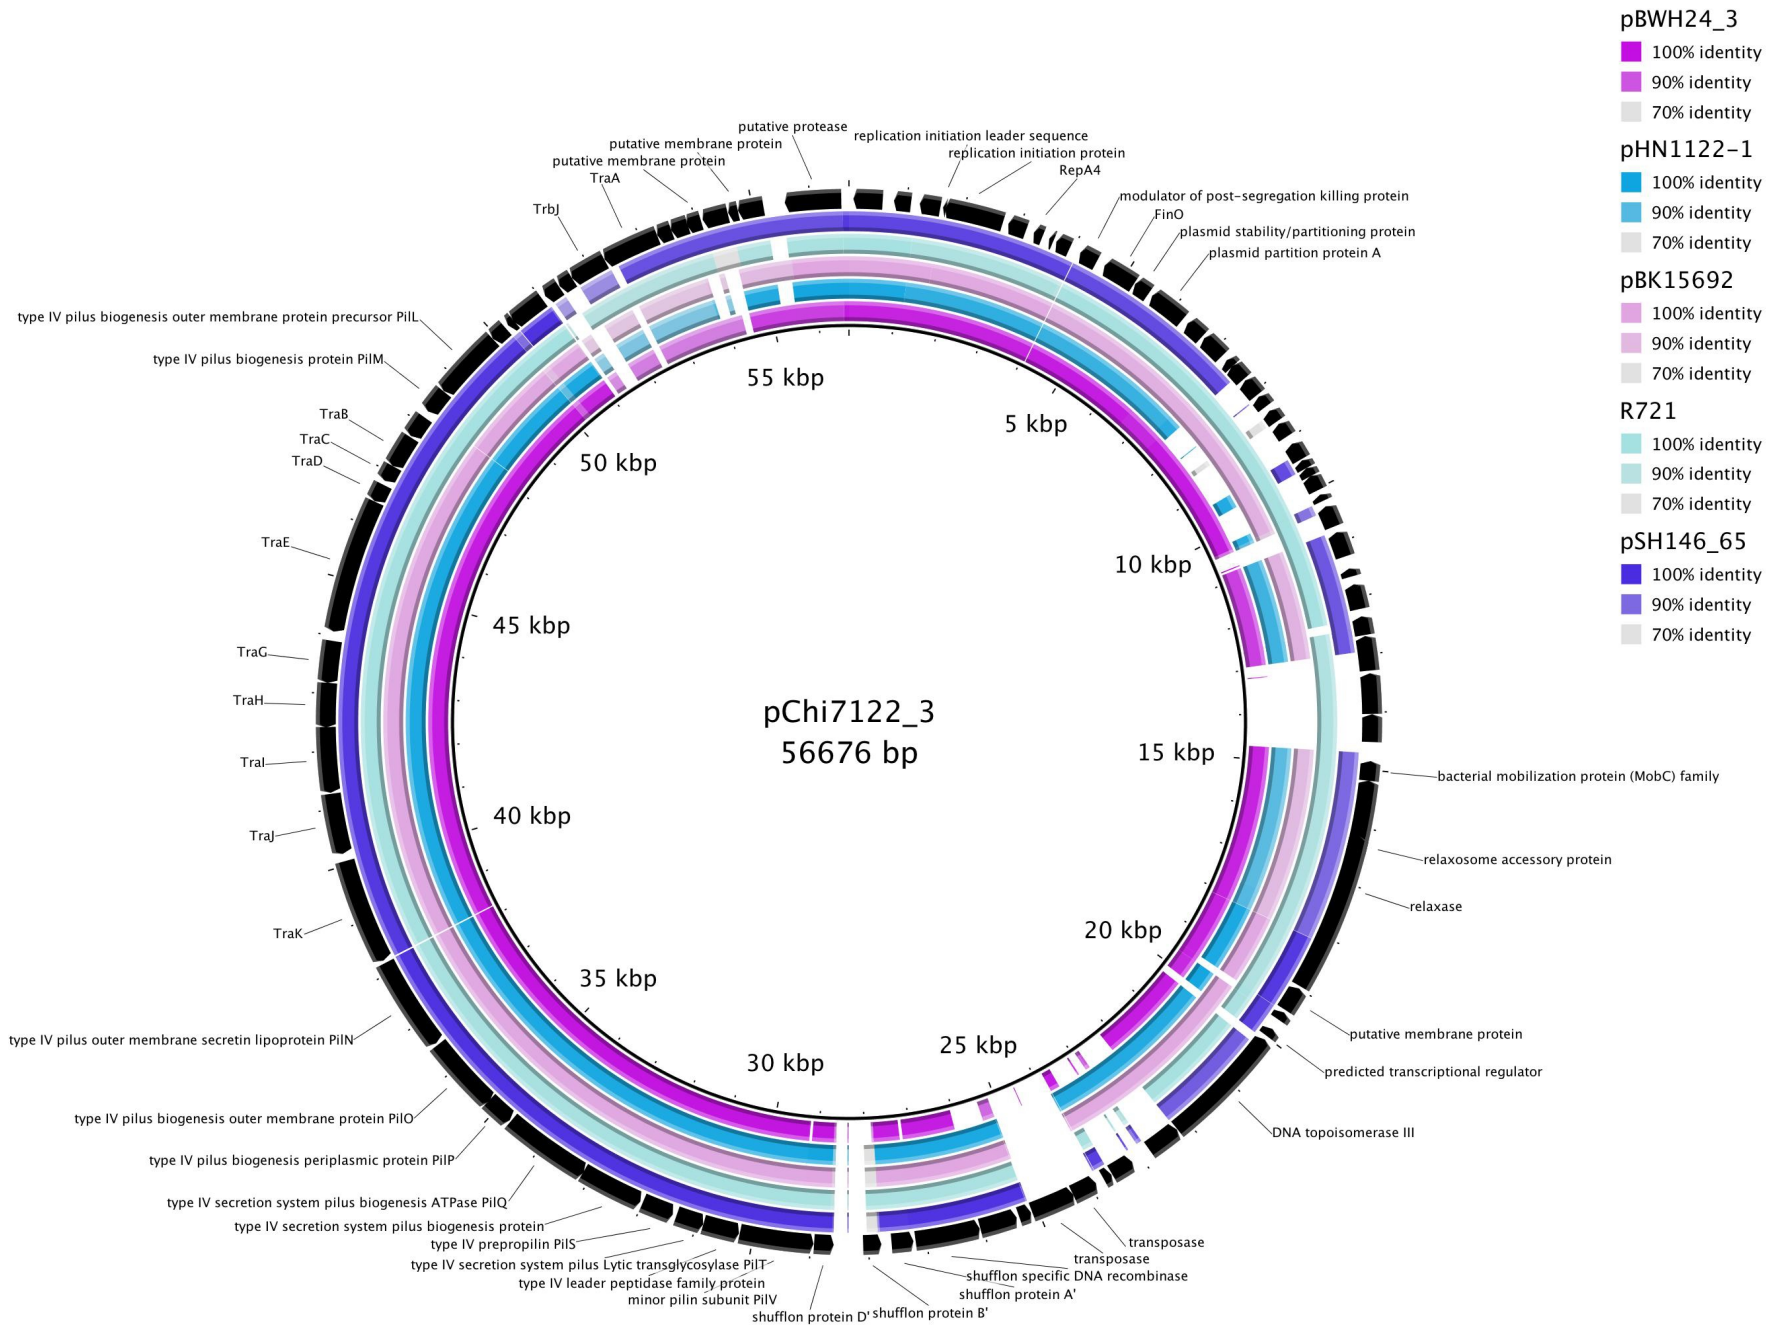 pBWH24_3
100% identity
90% identity
70% identity
pHN1122-1
100% identity
90% identity
70% identity
pBK15692
100% identity
90% identity
70% identity
R721
100% identity
90% identity
70% identity
pSH146_65
100% identity
90% identity
70% identity
putative protease
replication initiation leader sequence
replication initiation protein
RepA4
modulator of post-segregation killing protein
FinO
plasmid stability/partitioning protein
plasmid partition protein A
bacterial mobilization protein (MobC) family
relaxosome accessory protein
relaxase
putative membrane protein
predicted transcriptional regulator
DNA topoisomerase III
transposase
transposase
shufflon specific DNA recombinase
shufflon protein A'
shufflon protein B'
shufflon protein D'
minor pilin subunit PilV
type IV leader peptidase family protein
type IV secretion system pilus Lytic transglycosylase PilT
type IV prepropilin PilS
type IV secretion system pilus biogenesis protein
type IV secretion system pilus biogenesis ATPase PilQ
type IV pilus biogenesis periplasmic protein PilP
type IV pilus biogenesis outer membrane protein PilO
type IV pilus outer membrane secretin lipoprotein PilN
TraK
TraJ
TraI
TraH
TraG
TraE
TraD
TraC
TraB
type IV pilus biogenesis protein PilM
type IV pilus biogenesis outer membrane protein precursor PilL
TrbJ
TraA
putative membrane protein
putative membrane protein
5 kbp
10 kbp
15 kbp
20 kbp
25 kbp
30 kbp
35 kbp
40 kbp
45 kbp
50 kbp
55 kbp
pChi7122_3
56676 bp